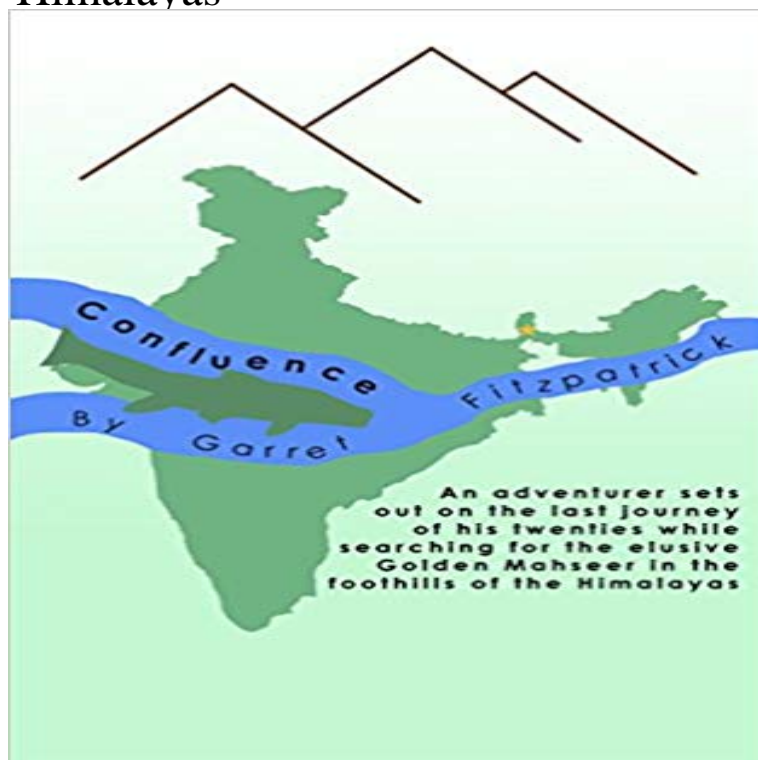 Himalayas
Confluence
By Garret Fitzpatrick
An adventurer sets
out on the last journey
of his twenties while
searching for the elusive
Golden Mahseer in the
foothills of the Himalayas